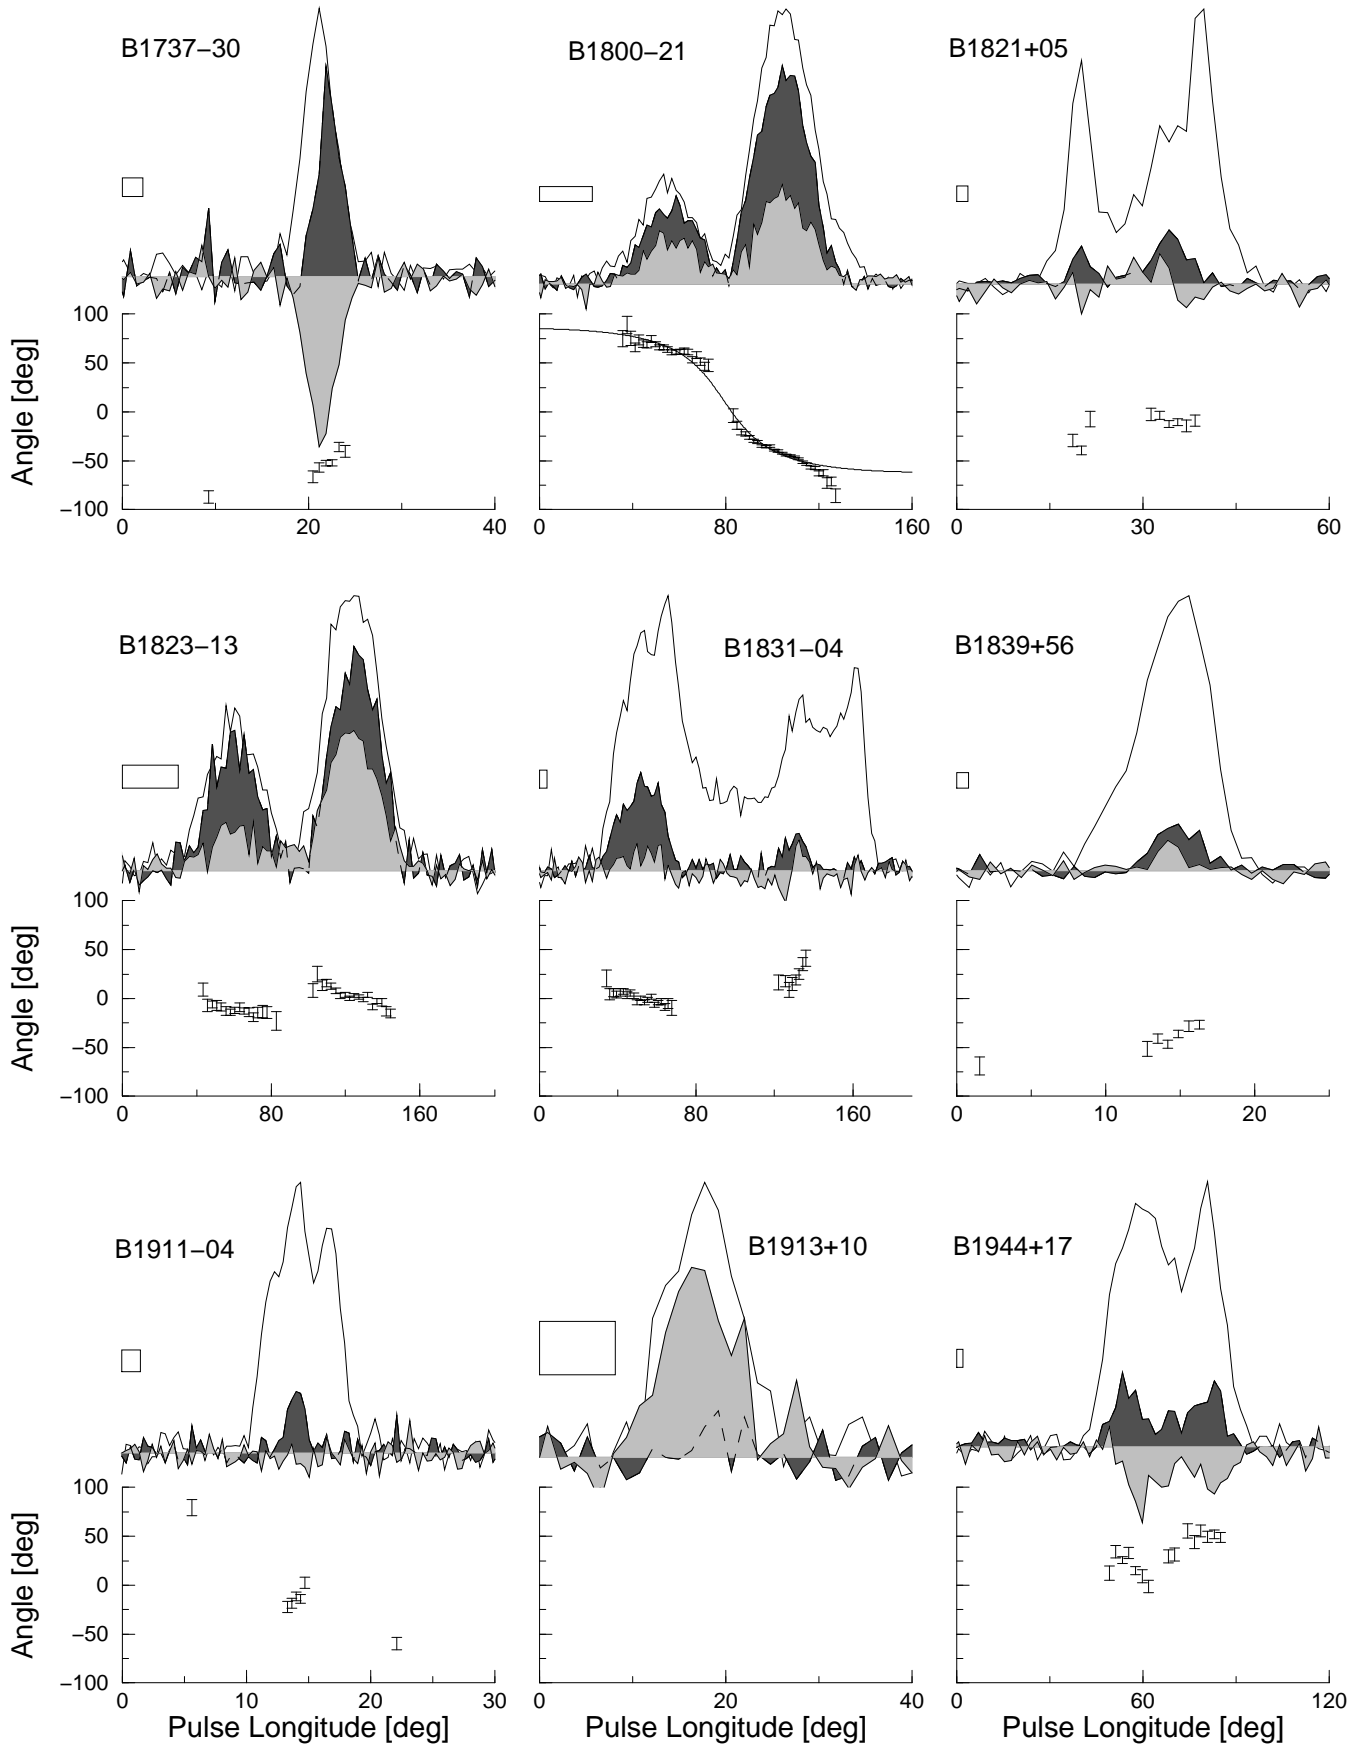 B1737−30
B1800−21
B1821+05
100
50
0
−50
−100
Angle [deg]
0 20 40
0 80 160
0 30 60
B1823−13
B1831−04
B1839+56
100
50
0
−50
−100
Angle [deg]
0 80 160
0 80 160
0 10 20
B1911−04
B1913+10
B1944+17
100
50
0
−50
−100
Angle [deg]
0 10 20 30
0 20 40
0 60 120
Pulse Longitude [deg]
Pulse Longitude [deg]
Pulse Longitude [deg]